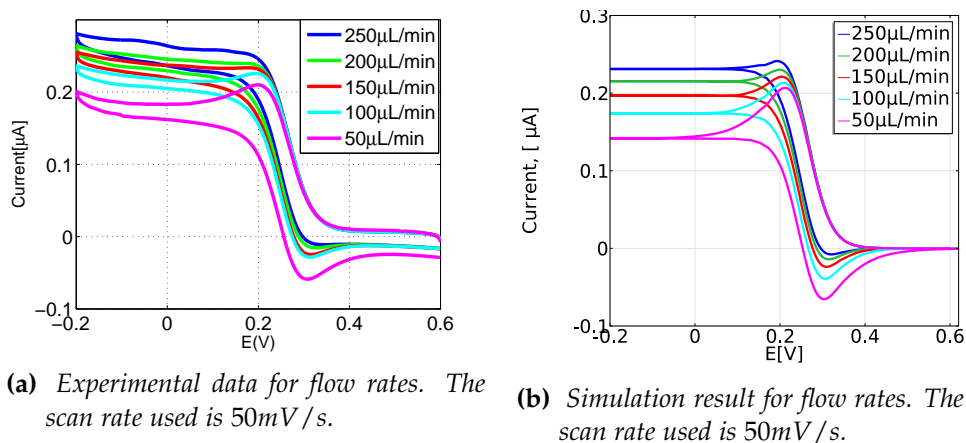 250μL/min
200μL/min
150μL/min
100μL/min
50μL/min
Current[μA]
0.2
0.1
0
−0.1
−0.2 0 0.2 0.4 0.6
E(V)
(a) Experimental data for flow rates. The
scan rate used is 50mV/s.
0.3
250μL/min
200μL/min
150μL/min
100μL/min
50μL/min
Current, [ μA]
0.2
0.1
0
-0.1
-0.2 0 0.2 0.4 0.6
E[V]
(b) Simulation result for flow rates. The
scan rate used is 50mV/s.